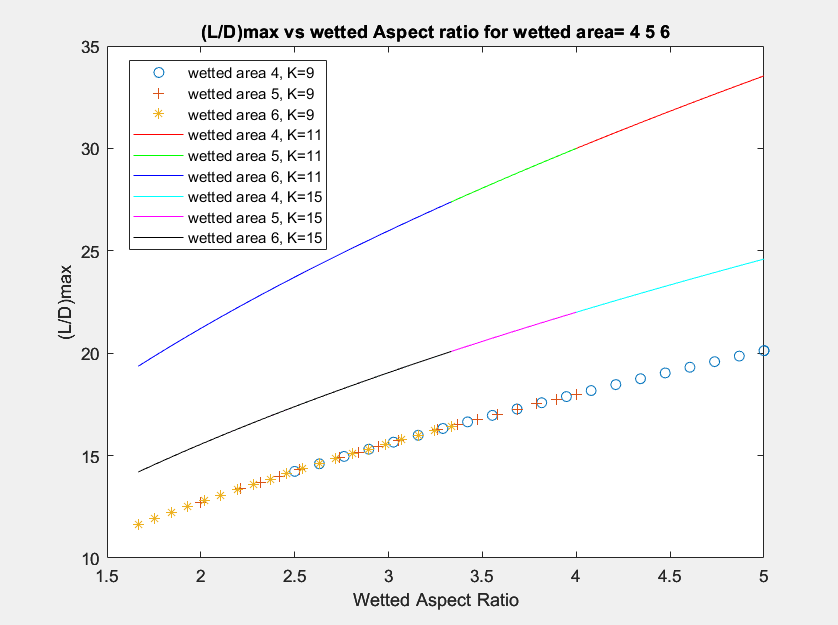 (L/D)max vs wetted Aspect ratio for wetted area= 4 5 6
35
30
25
20
15
10
(L/D)max
wetted area 4, K=9
wetted area 5, K=9
wetted area 6, K=9
wetted area 4, K=11
wetted area 5, K=11
wetted area 6, K=11
wetted area 4, K=15
wetted area 5, K=15
wetted area 6, K=15
1.5 2 2.5 3 3.5 4 4.5 5
Wetted Aspect Ratio